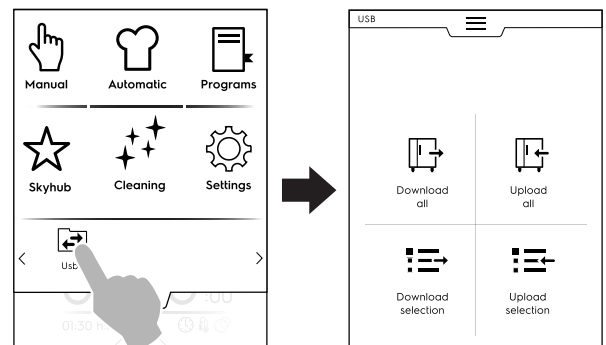 Manual Automatic Programs
Skyhub Cleaning Settings
Usb
01:30 h
:00
USB
Download
all
Upload
all
Download
selection
Upload
selection